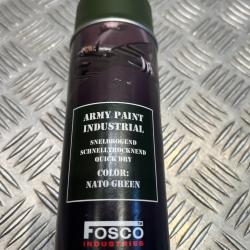 ARMY PAINT
INDUSTRIAL
SNELDROGEND
SCHNELLTROCKNEND
QUICK DRY
COLOR:
NATO GREEN
FOSCO
INDUSTRIES